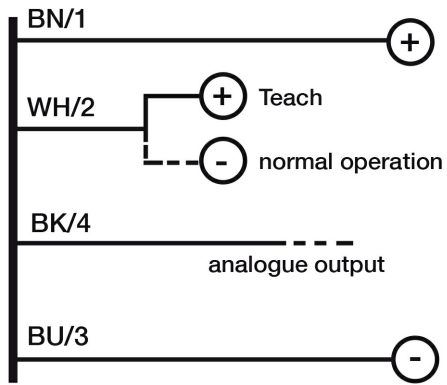 BN/1
+
WH/2
+ Teach
- normal operation
BK/4
analogue output
BU/3
-